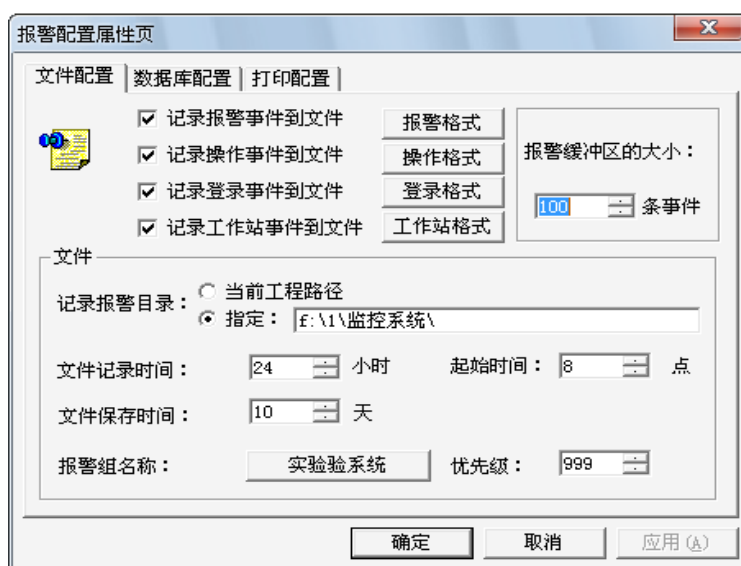 报警配置属性页
文件配置 数据库配置 打印配置
记录报警事件到文件 报警格式
记录操作事件到文件 操作格式
记录登录事件到文件 登录格式
记录工作站事件到文件 工作站格式
报警缓冲区的大小：
100 条事件
文件
记录报警目录： 当前工程路径
指定： f:\1\监控系统\
文件记录时间： 24 小时 起始时间： 8 点
文件保存时间： 10 天
报警组名称： 实验验系统 优先级： 999
确定 取消 应用(A)